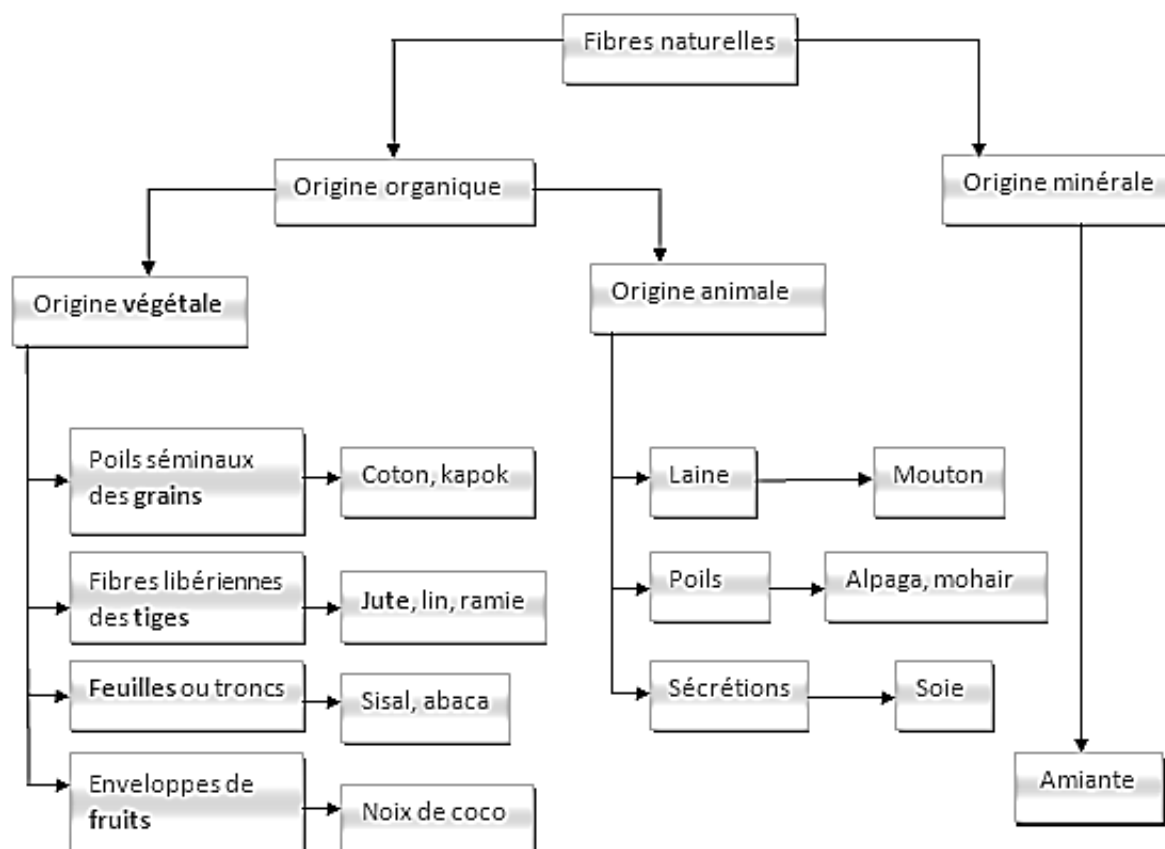 Fibres naturelles
Origine organique
Origine minérale
Origine végétale
Origine animale
Poils séminaux
des grains
Coton, kapok
Laine
Mouton
Fibres libériennes
des tiges
Jute, lin, ramie
Poils
Alpaga, mohair
Feuilles ou troncs
Sisal, abaca
Sécrétions
Soie
Enveloppes de
fruits
Noix de coco
Amiante